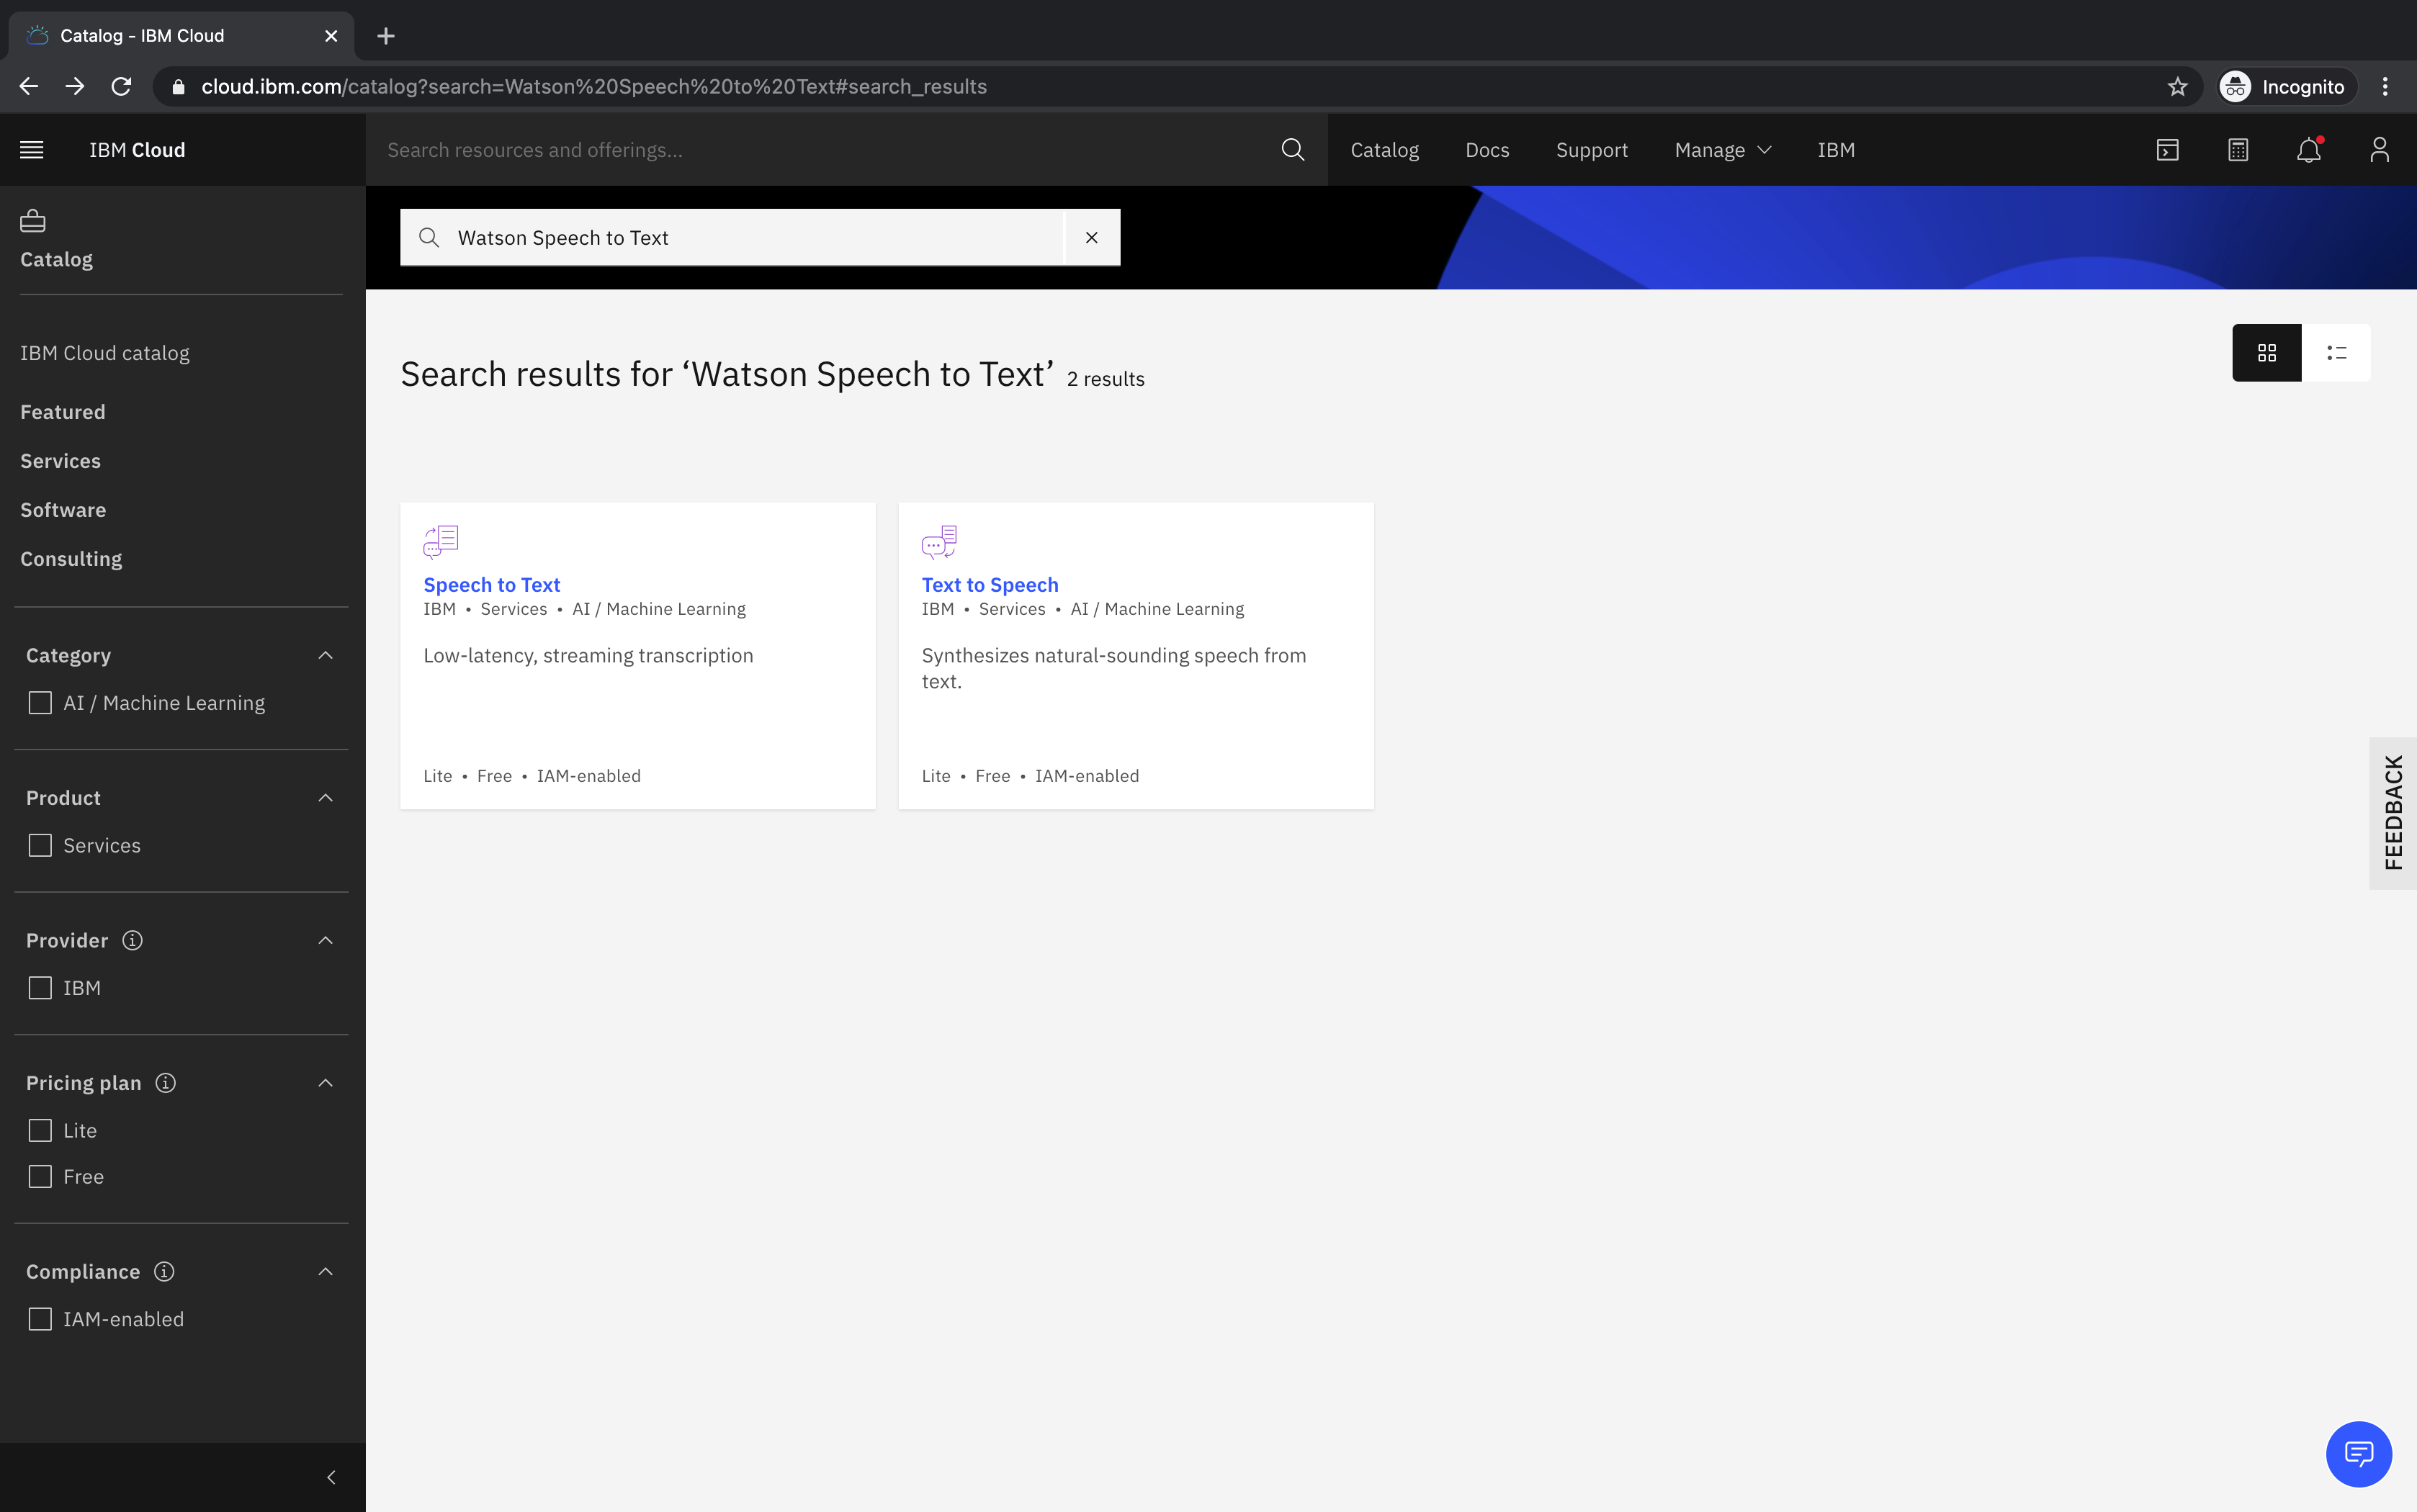 Catalog - IBM Cloud
cloud.ibm.com/catalog?search=Watson%20Speech%20to%20Text#search_results
Incognito
IBM Cloud
Search resources and offerings...
Catalog
Docs
Support
Manage
IBM
Catalog
IBM Cloud catalog
Featured
Services
Software
Consulting
Category
AI / Machine Learning
Product
Services
Provider
IBM
Pricing plan
Lite
Free
Compliance
IAM-enabled
Watson Speech to Text
Search results for ‘Watson Speech to Text’ 2 results
Speech to Text
IBM • Services • AI / Machine Learning
Low-latency, streaming transcription
Lite • Free • IAM-enabled
Text to Speech
IBM • Services • AI / Machine Learning
Synthesizes natural-sounding speech from
text.
Lite • Free • IAM-enabled
FEEDBACK